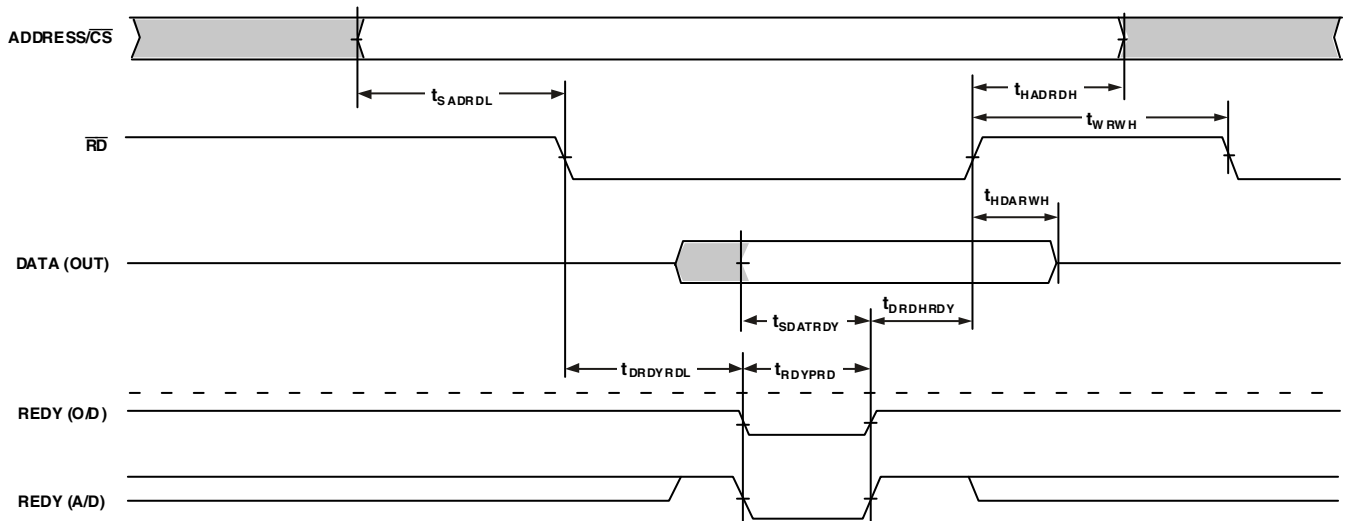 ADDRESS/CS
tSADRDL
tHADRDH
tWRWH
RD
tHDARWH
DATA (OUT)
tDRDHRDY
tSDATRDY
tDRDYRDL
tRDYPRD
REDY (O/D)
REDY (A/D)